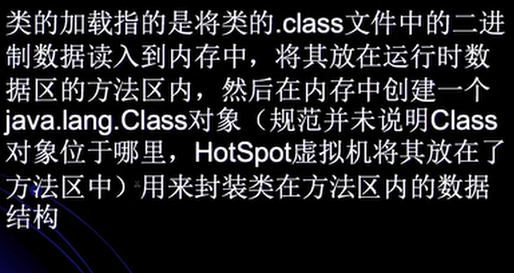 类的加载指的是将类的.class文件中的二进
制数据读入到内存中，将其放在运行时数
据区的方法区内，然后在内存中创建一个
java.lang.Class对象（规范并未说明Class
对象位于哪里，HotSpot虚拟机将其放在了
方法区中）用来封装类在方法区内的数据
结构